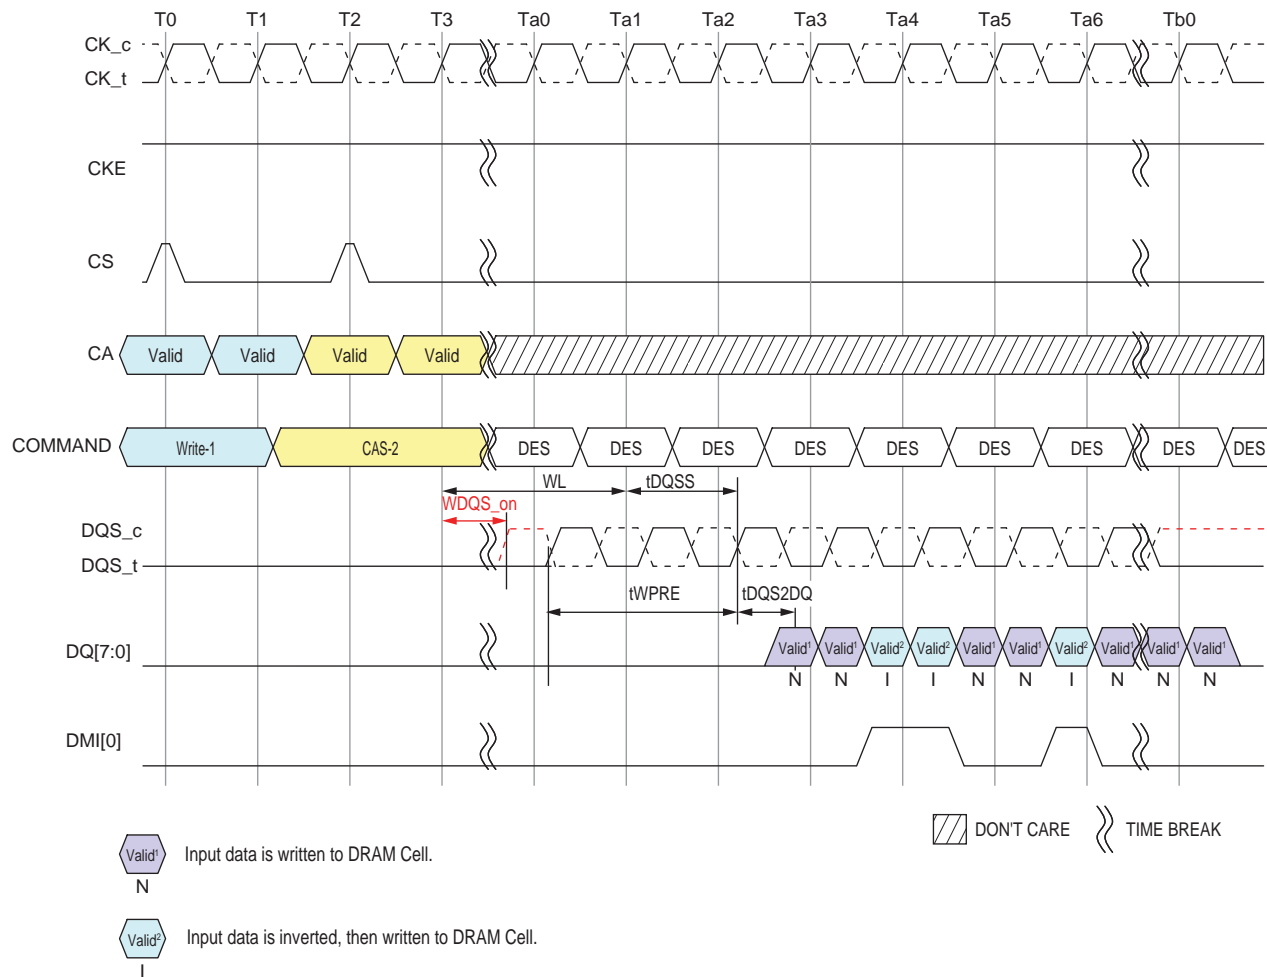 T0 T1 T2 T3 Ta0 Ta1 Ta2 Ta3 Ta4 Ta5 Ta6 Tb0
CK_c
CK_t
CKE
CS
CA Valid Valid Valid Valid
COMMAND Write-1 CAS-2 DES DES DES DES DES DES DES DES DES
WL tDQSS
WDQS_on
DQS_c
DQS_t
tWPRE tDQS2DQ
DQ[7:0] Valid¹ Valid¹ Valid² Valid² Valid¹ Valid¹ Valid² Valid¹ Valid¹ Valid¹
N N I I N N I N N N
DMI[0]
DON'T CARE TIME BREAK
Valid¹ Input data is written to DRAM Cell.
N
Valid² Input data is inverted, then written to DRAM Cell.
I